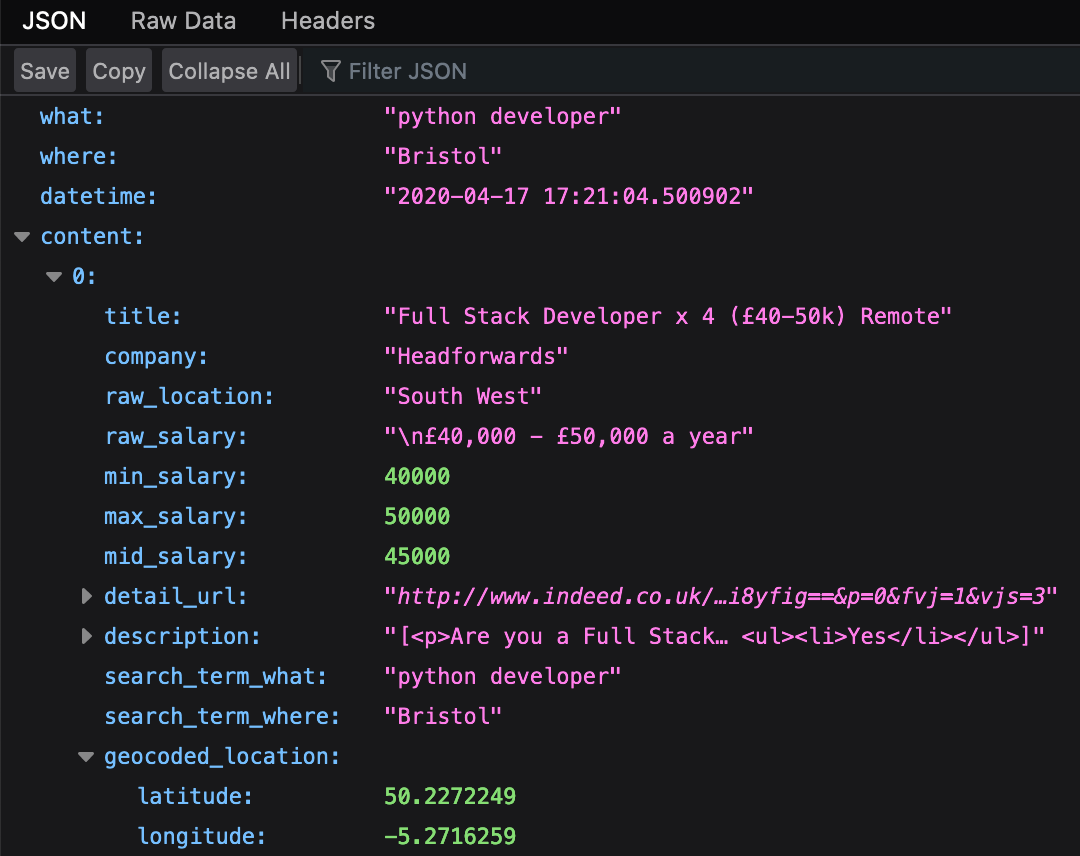 JSON Raw Data Headers
Save Copy Collapse All Filter JSON
what: "python developer"
where: "Bristol"
datetime: "2020-04-17 17:21:04.500902"
content:
0:
title: "Full Stack Developer x 4 (£40-50k) Remote"
company: "Headforwards"
raw_location: "South West"
raw_salary: "\n£40,000 - £50,000 a year"
min_salary: 40000
max_salary: 50000
mid_salary: 45000
detail_url: "http://www.indeed.co.uk/…i8yfig==&p=0&fvj=1&vjs=3"
description: "[<p>Are you a Full Stack… <ul><li>Yes</li></ul>]"
search_term_what: "python developer"
search_term_where: "Bristol"
geocoded_location:
latitude: 50.2272249
longitude: -5.2716259